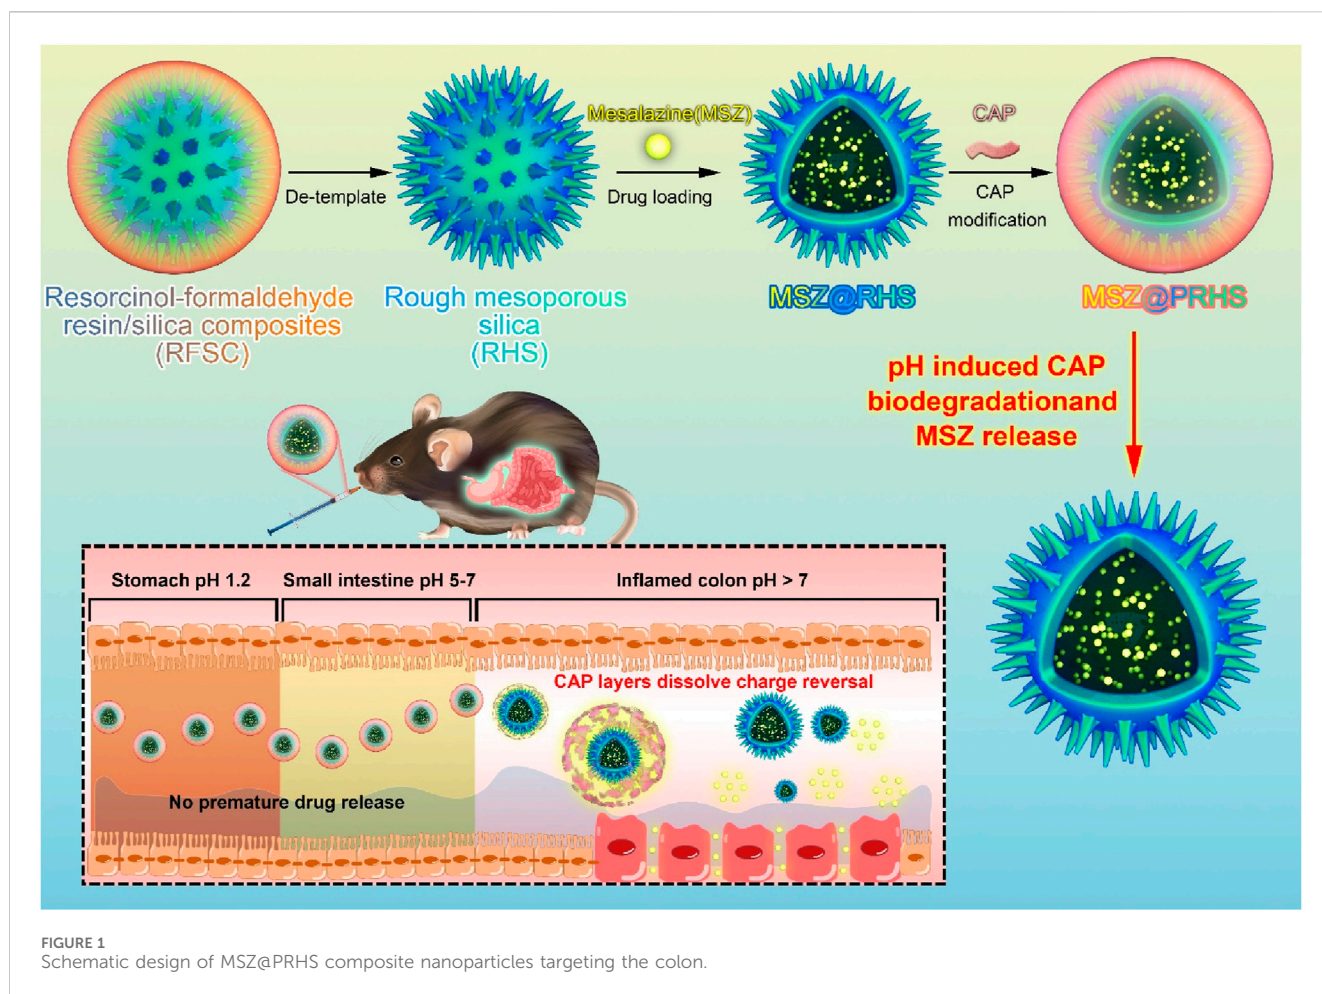 Mesalazine(MSZ)
CAP
De-template
Drug loading
CAP
modification
Resorcinol-formaldehyde
resin/silica composites
(RFSC)
Rough mesoporous
silica
(RHS)
MSZ@RHS
MSZ@PRHS
pH induced CAP
biodegradationand
MSZ release
Stomach pH 1.2
Small intestine pH 5-7
Inflamed colon pH > 7
CAP layers dissolve charge reversal
No premature drug release
FIGURE 1
Schematic design of MSZ@PRHS composite nanoparticles targeting the colon.